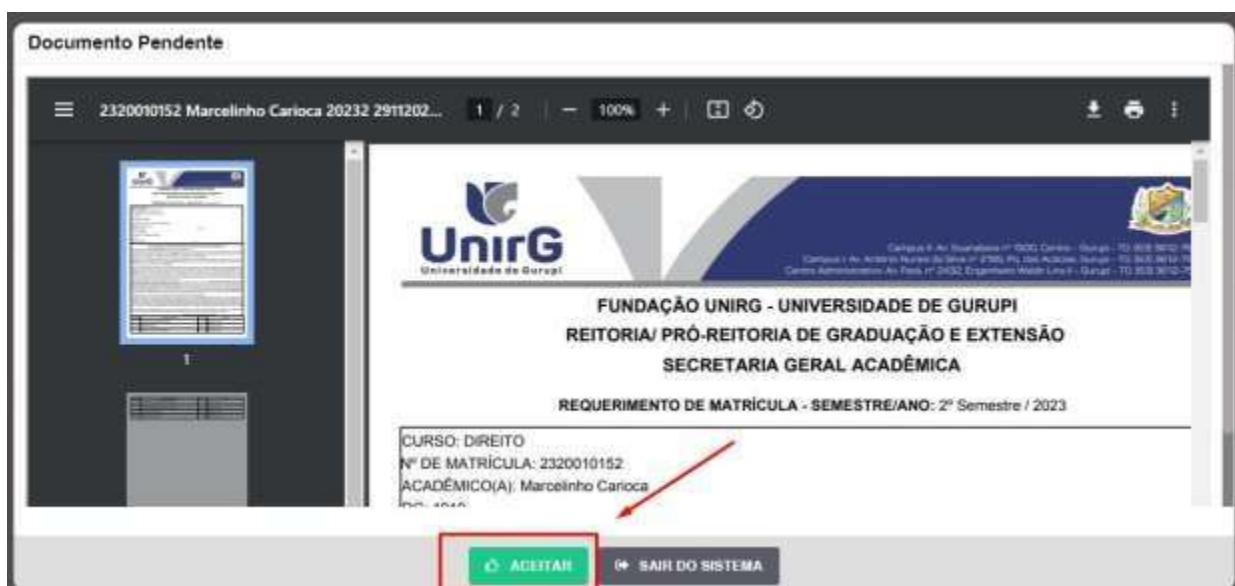 Documento Pendente
2320010152 Marcelinho Carioca 20232 2911202... 1 / 2 100%
UnirG
Universidade de Gurupi
FUNDAÇÃO UNIRG - UNIVERSIDADE DE GURUPI
REITORIA/ PRÓ-REITORIA DE GRADUAÇÃO E EXTENSÃO
SECRETARIA GERAL ACADÊMICA
REQUERIMENTO DE MATRÍCULA - SEMESTRE/ANO: 2º Semestre / 2023
CURSO: DIREITO
Nº DE MATRÍCULA: 2320010152
ACADÊMICO(A): Marcelinho Carioca
1
ACEITAR
SAIR DO SISTEMA